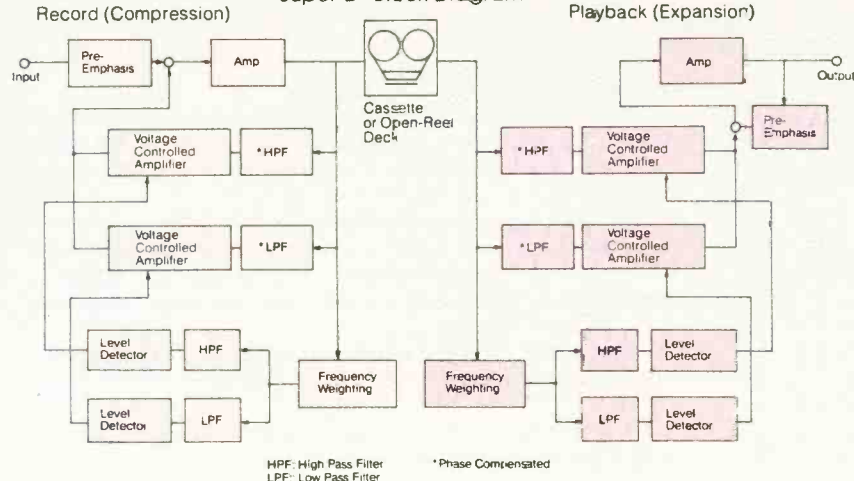 Record (Compression)
Playback (Expansion)
Input
Pre-
Emphasis
Amp
Cassette
or Open-Reel
Deck
Amp
Output
Pre-
Emphasis
Voltage
Controlled
Amplifier
*HPF
*HPF
Voltage
Controlled
Amplifier
Voltage
Controlled
Amplifier
*LPF
*LPF
Voltage
Controlled
Amplifier
Level
Detector
HPF
Frequency
Weighting
Frequency
Weighting
HPF
Level
Detector
Level
Detector
LPF
LPF
Level
Detector
HPF: High Pass Filter
*Phase Compensated
LPF: Low Pass Filter